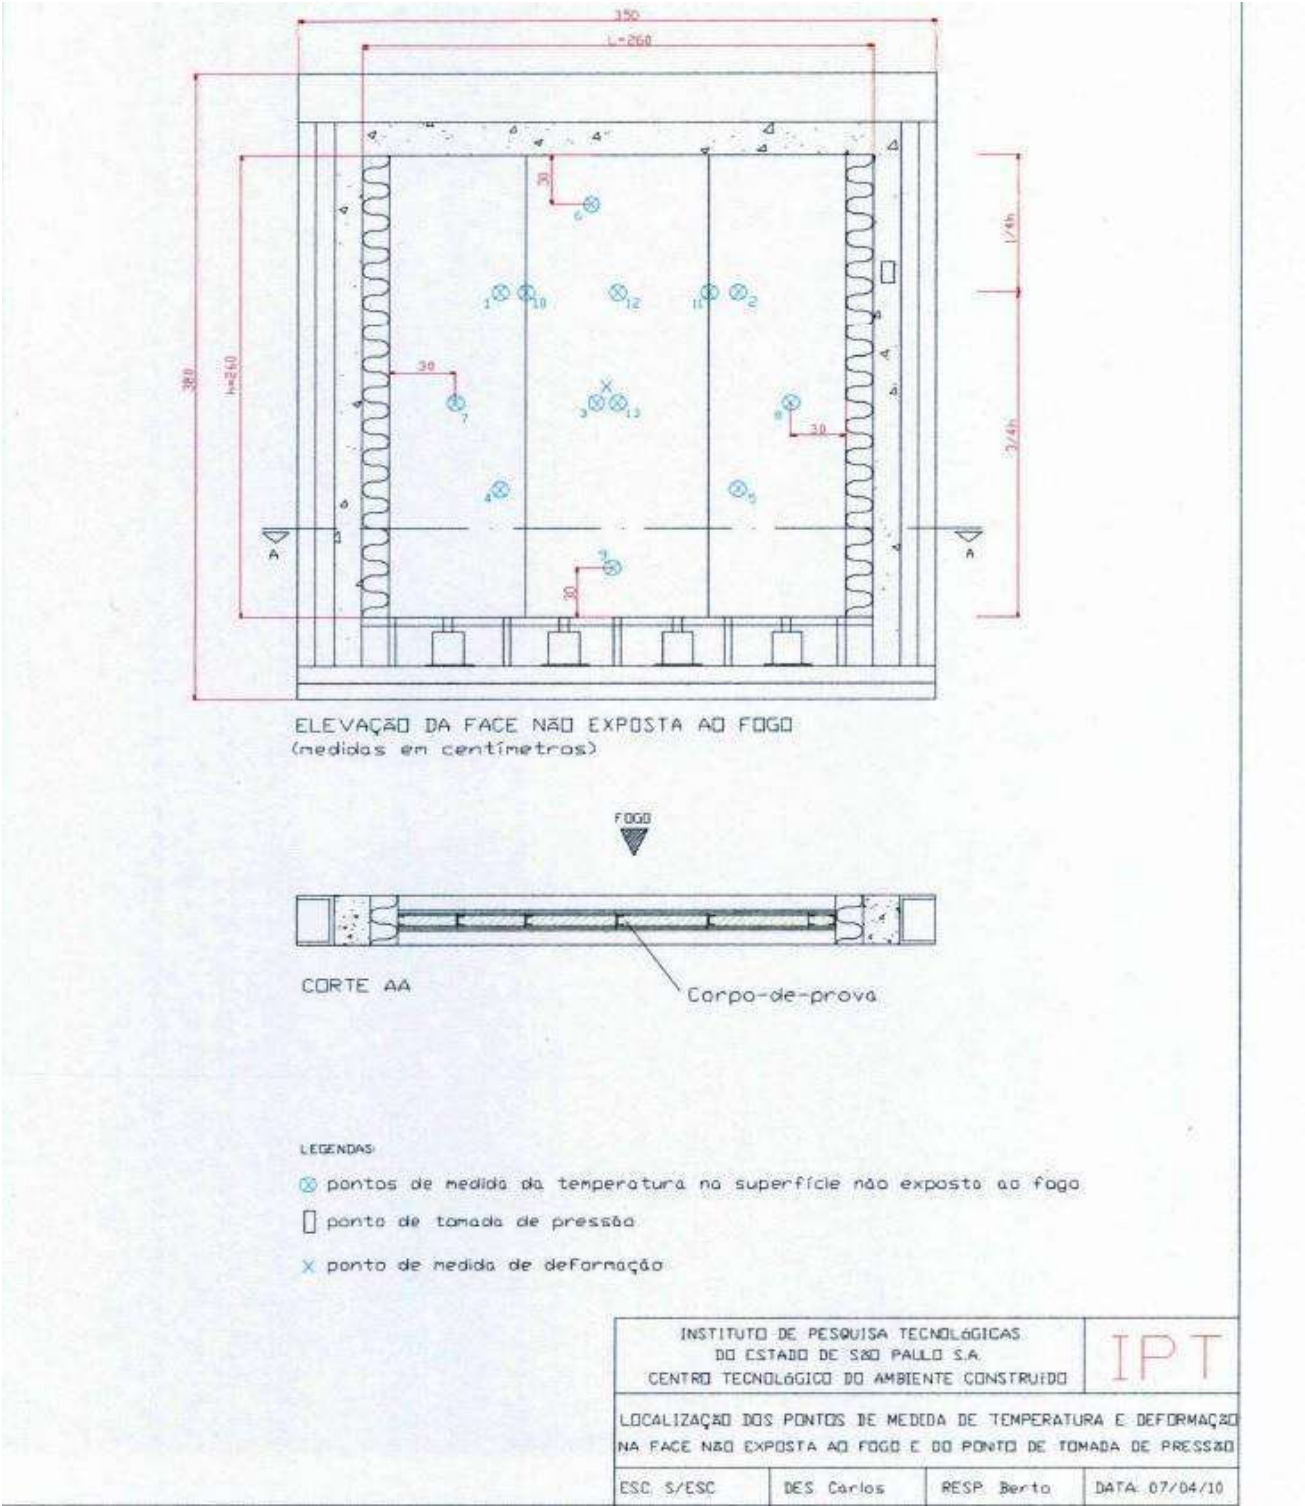 350
L=260
30
6
1/4h
1
10
12
11
2
380
h=260
30
7
3
13
8
30
3/4h
4
5
A
A
9
30
ELEVAÇÃO DA FACE NÃO EXPOSTA AO FOGO
(medidas em centímetros)
FOGO
CORTE AA
Corpo-de-prova
LEGENDAS:
pontos de medida da temperatura na superfície não exposta ao fogo
ponto de tomada de pressão
ponto de medida de deformação
INSTITUTO DE PESQUISA TECNOLóGICAS
DO ESTADO DE SÃO PAULO S.A.
CENTRO TECNOLóGICO DO AMBIENTE CONSTRUíDO
IPT
LOCALIZAÇÃO DOS PONTOS DE MEDIDA DE TEMPERATURA E DEFORMAÇÃO
NA FACE NÃO EXPOSTA AO FOGO E DO PONTO DE TOMADA DE PRESSÃO
ESC. S/ESC
DES. Carlos
RESP. Berto
DATA: 07/04/10